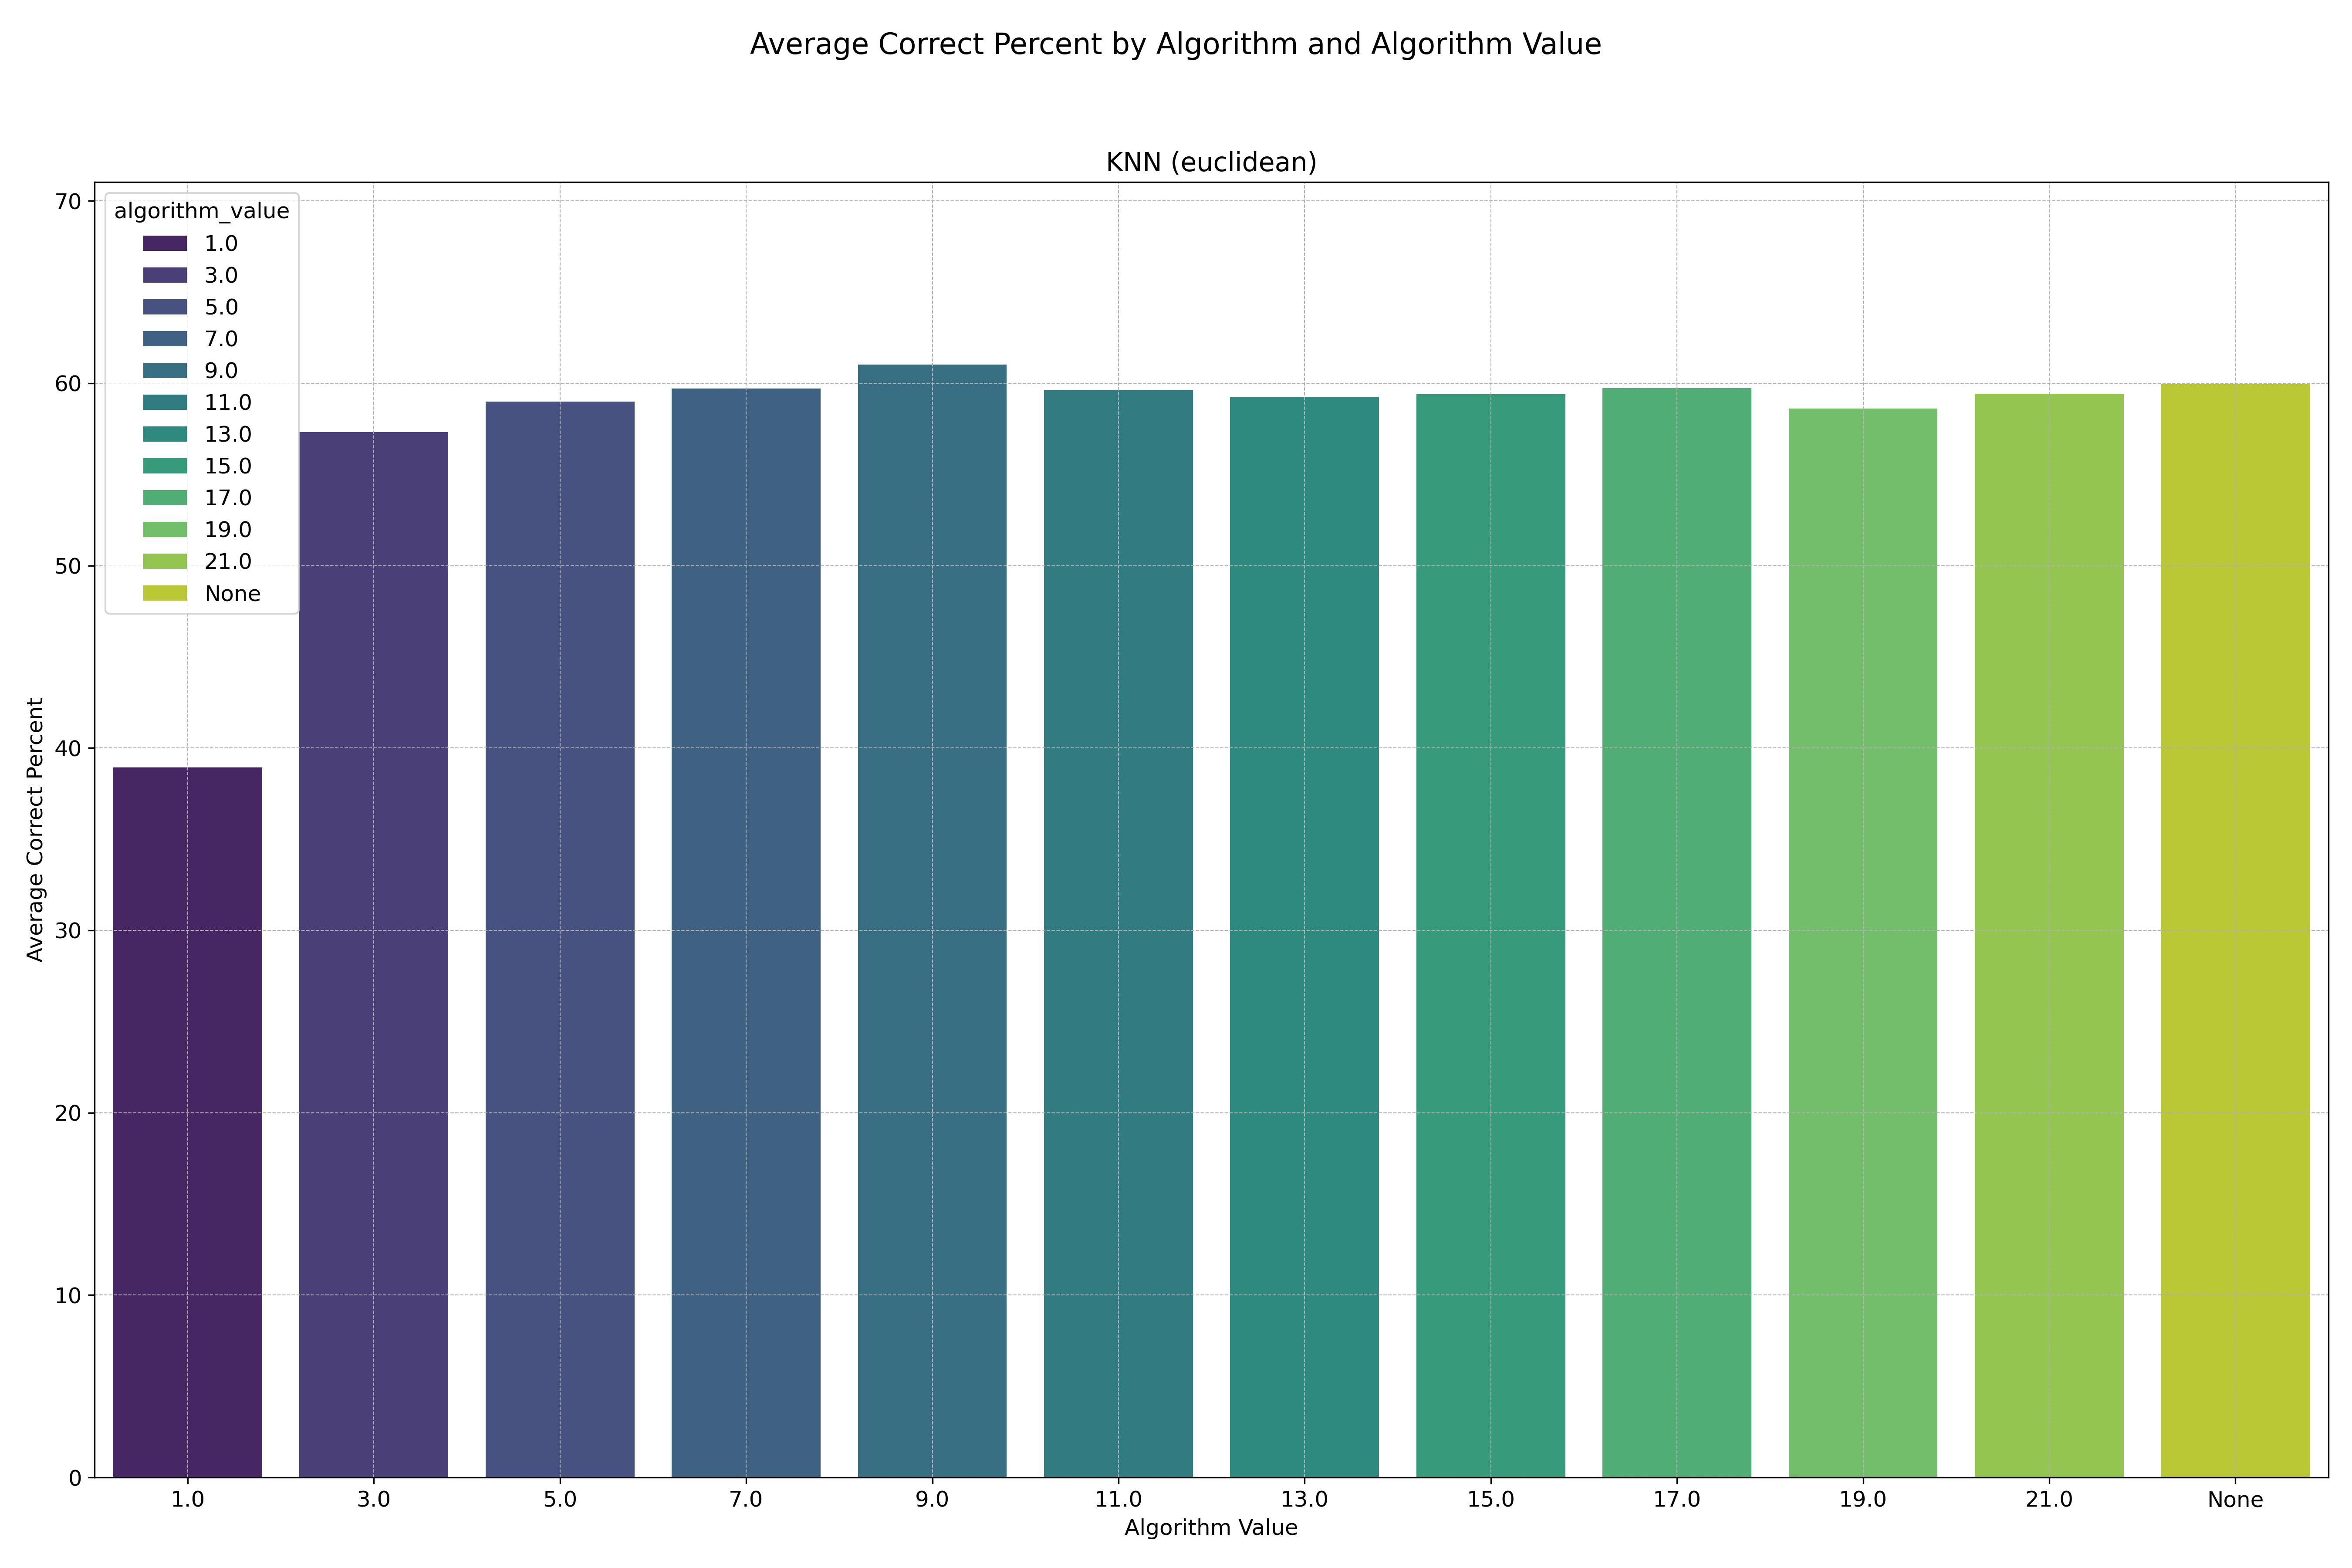 Average Correct Percent by Algorithm and Algorithm Value
KNN (euclidean)
70
60
50
40
30
20
10
0
Average Correct Percent
algorithm_value
1.0
3.0
5.0
7.0
9.0
11.0
13.0
15.0
17.0
19.0
21.0
None
1.0 3.0 5.0 7.0 9.0 11.0 13.0 15.0 17.0 19.0 21.0 None
Algorithm Value